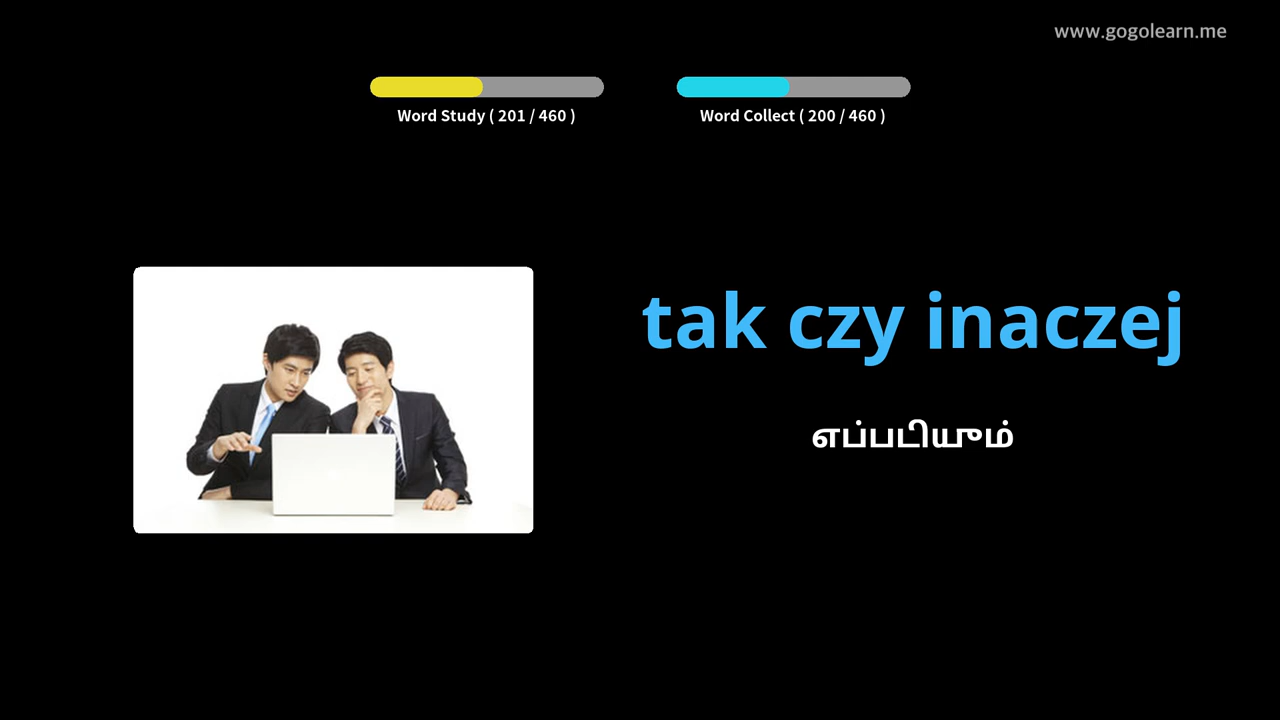 www.gogolearn.me
Word Study ( 201 / 460 )
Word Collect ( 200 / 460 )
tak czy inaczej
எப்படியும்